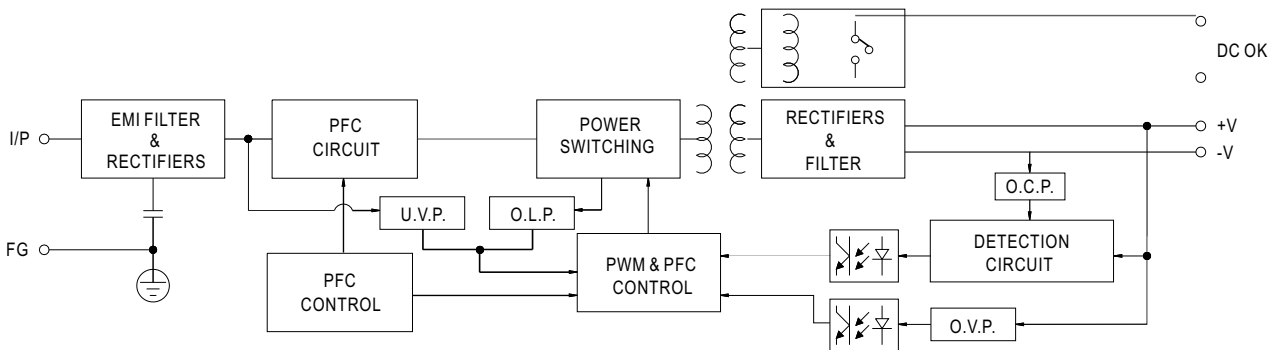 DC OK
I/P
EMI FILTER
&
RECTIFIERS
PFC
CIRCUIT
POWER
SWITCHING
RECTIFIERS
&
FILTER
+V
-V
O.C.P.
U.V.P.
O.L.P.
FG
PFC
CONTROL
PWM & PFC
CONTROL
DETECTION
CIRCUIT
O.V.P.